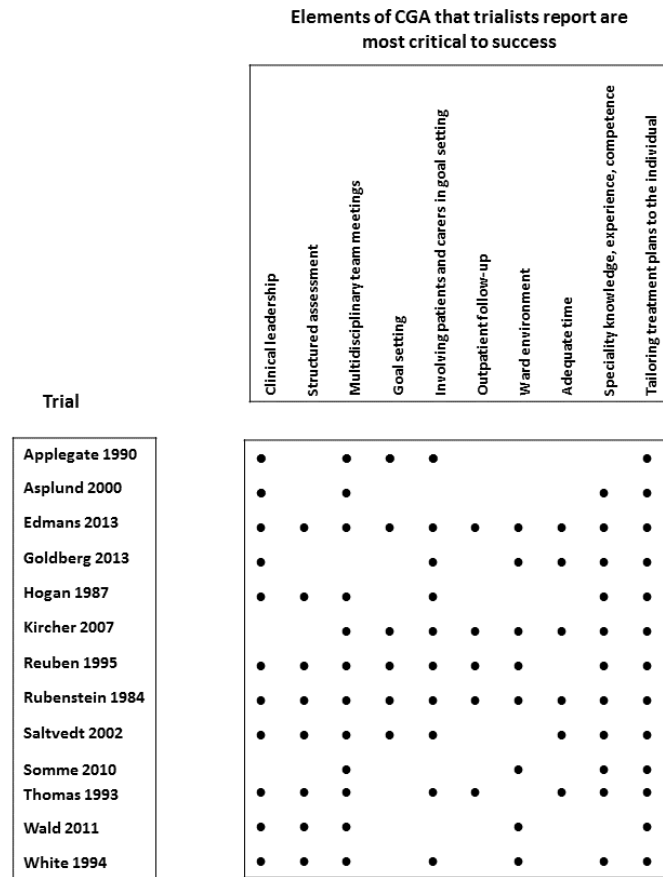 Elements of CGA that trialists report are
most critical to success
Clinical leadership
Structured assessment
Multidisciplinary team meetings
Goal setting
Involving patients and carers in goal setting
Outpatient follow-up
Ward environment
Adequate time
Speciality knowledge, experience, competence
Tailoring treatment plans to the individual
Trial
Applegate 1990
Asplund 2000
Edmans 2013
Goldberg 2013
Hogan 1987
Kircher 2007
Reuben 1995
Rubenstein 1984
Saltvedt 2002
Somme 2010
Thomas 1993
Wald 2011
White 1994